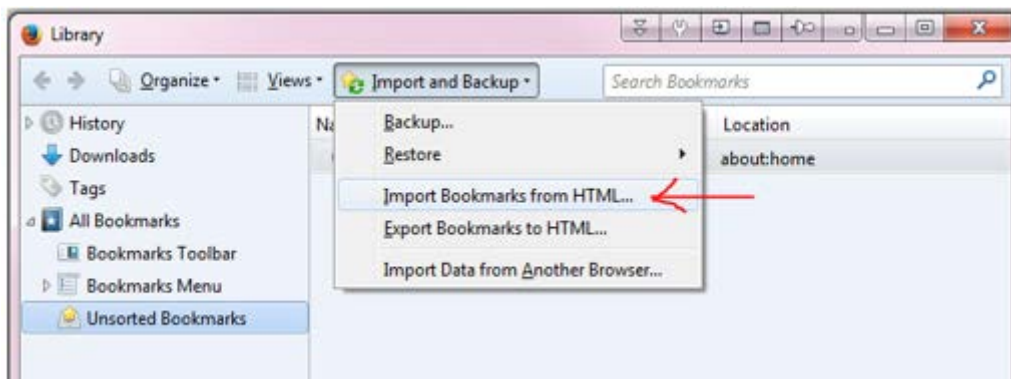 Library
Organize Views Import and Backup Search Bookmarks
History
Downloads
Tags
All Bookmarks
Bookmarks Toolbar
Bookmarks Menu
Unsorted Bookmarks
Backup...
Restore
Import Bookmarks from HTML...
Export Bookmarks to HTML...
Import Data from Another Browser...
Location
about:home